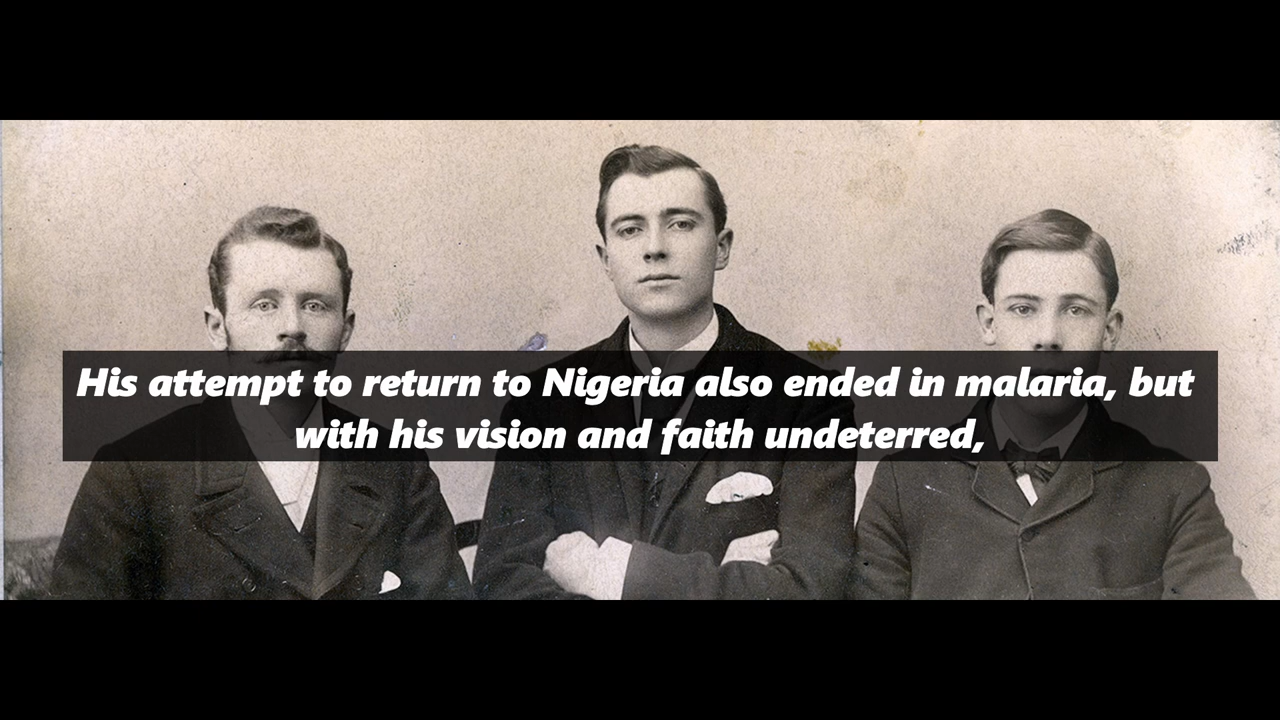 His attempt to return to Nigeria also ended in malaria, but
with his vision and faith undeterred,